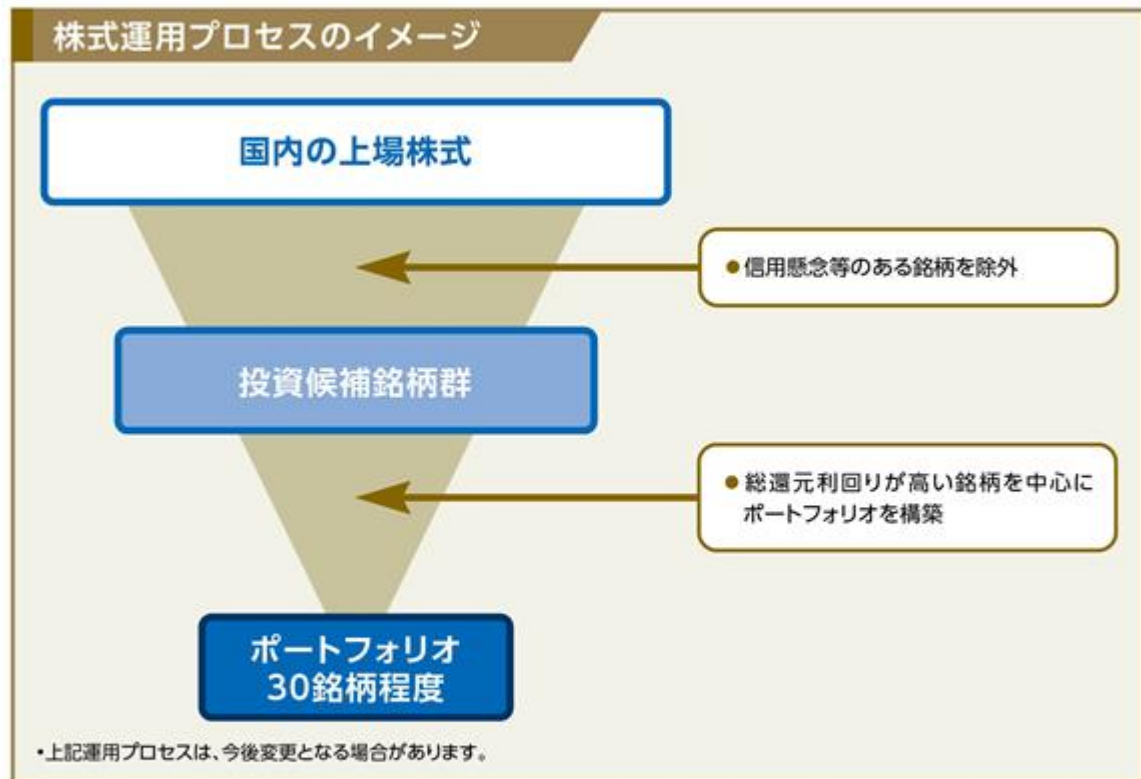 株式運用プロセスのイメージ
国内の上場株式
●信用懸念等のある銘柄を除外
投資候補銘柄群
●総還元利回りが高い銘柄を中心に
ポートフォリオを構築
ポートフォリオ
30銘柄程度
・上記運用プロセスは、今後変更となる場合があります。